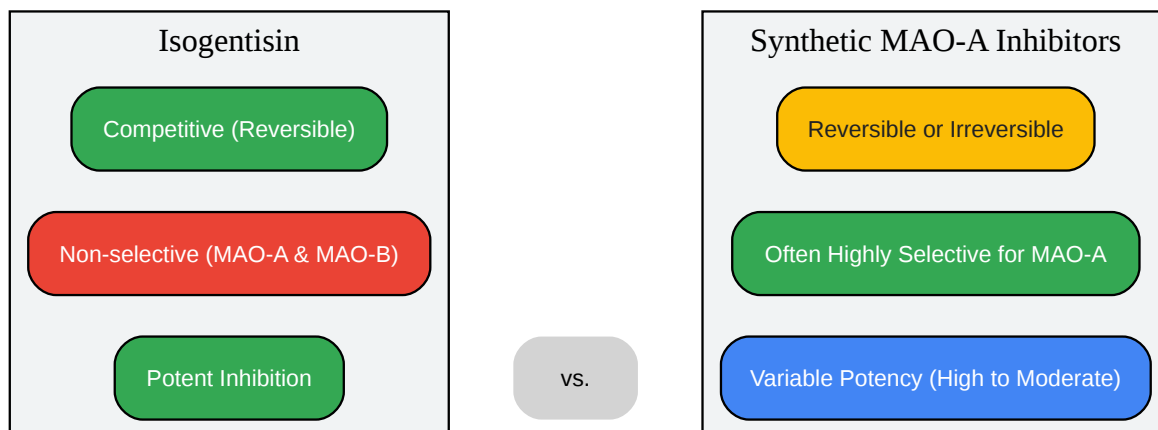 Isogentisin
Competitive (Reversible)
Non-selective (MAO-A & MAO-B)
Potent Inhibition
vs.
Synthetic MAO-A Inhibitors
Reversible or Irreversible
Often Highly Selective for MAO-A
Variable Potency (High to Moderate)